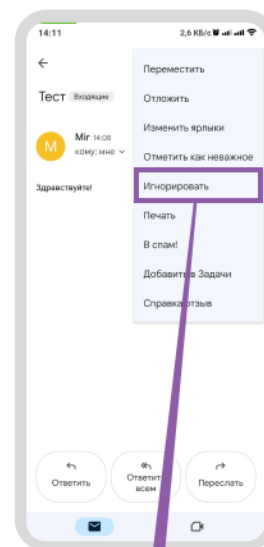 14:11 2,6 КБ/с
Переместить
Тест Входящие
Отложить
Изменить ярлыки
М Mir 14:08
кому: мне
Отметить как неважное
Здравствуйте!
Игнорировать
Печать
В спам!
Добавить в Задачи
Справка/отзыв
Ответить
Ответить всем
Переслать